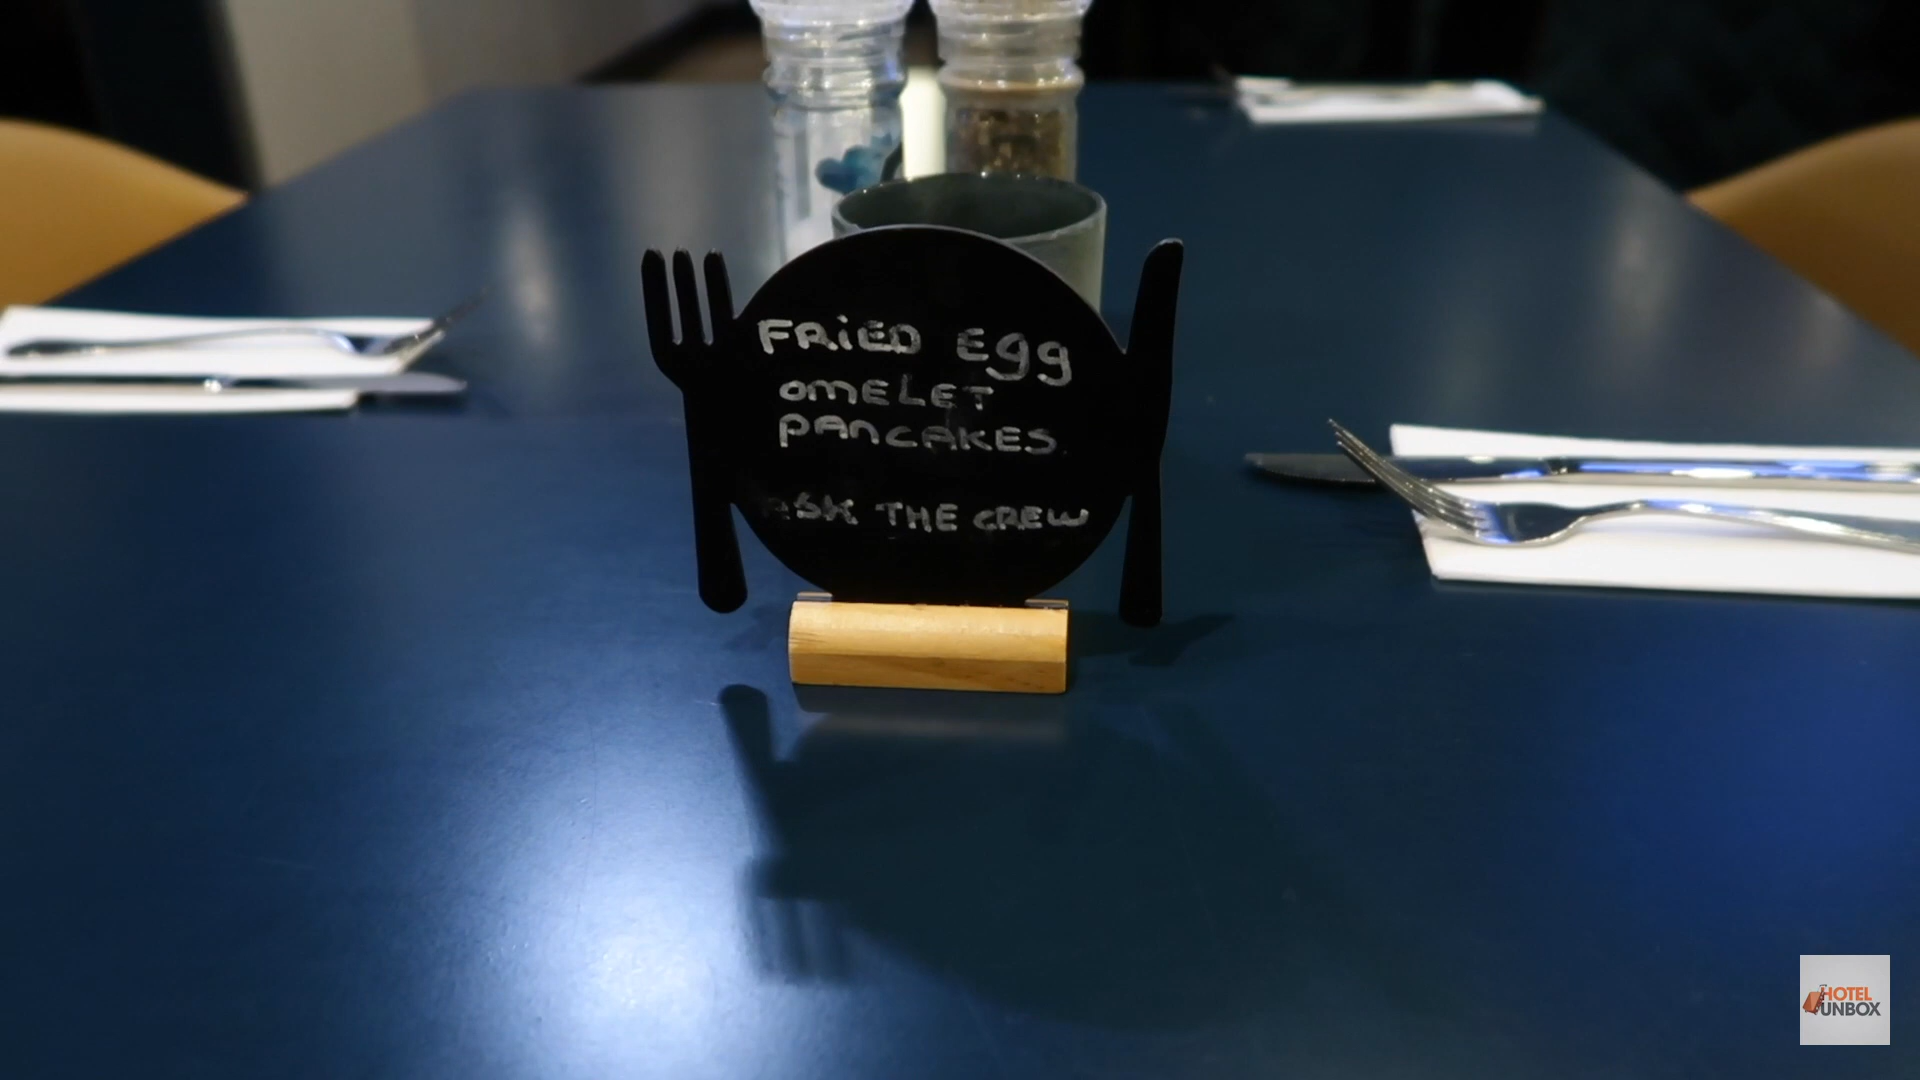 FRiED Egg
omELET
PANCAKES
ASK THE CREW
HOTEL
UNBOX